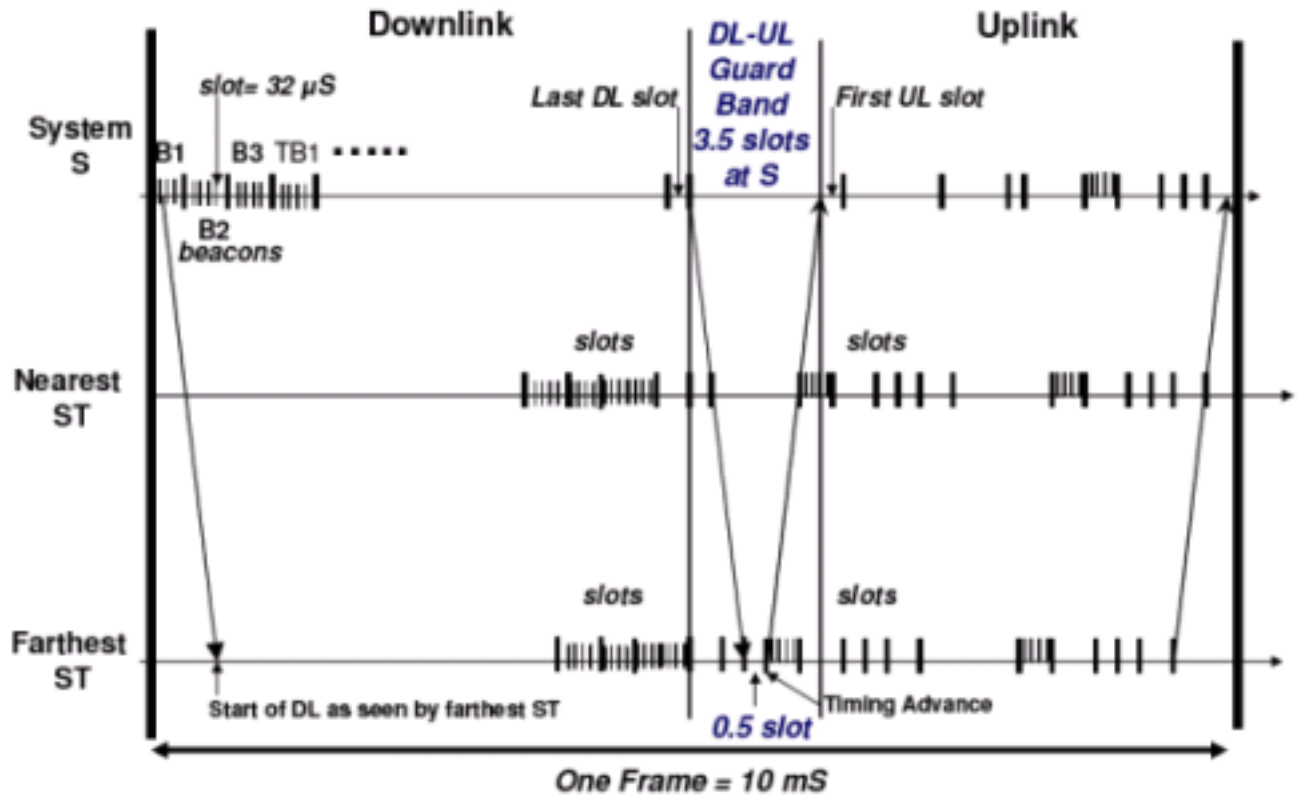 Downlink
DL-UL
Guard
Band
3.5 slots
at S
Uplink
slot= 32 µS
Last DL slot
First UL slot
System
S
B1
B3
TB1 .....
B2
beacons
Nearest
ST
slots
slots
Farthest
ST
slots
slots
Start of DL as seen by farthest ST
Timing Advance
0.5 slot
One Frame = 10 mS